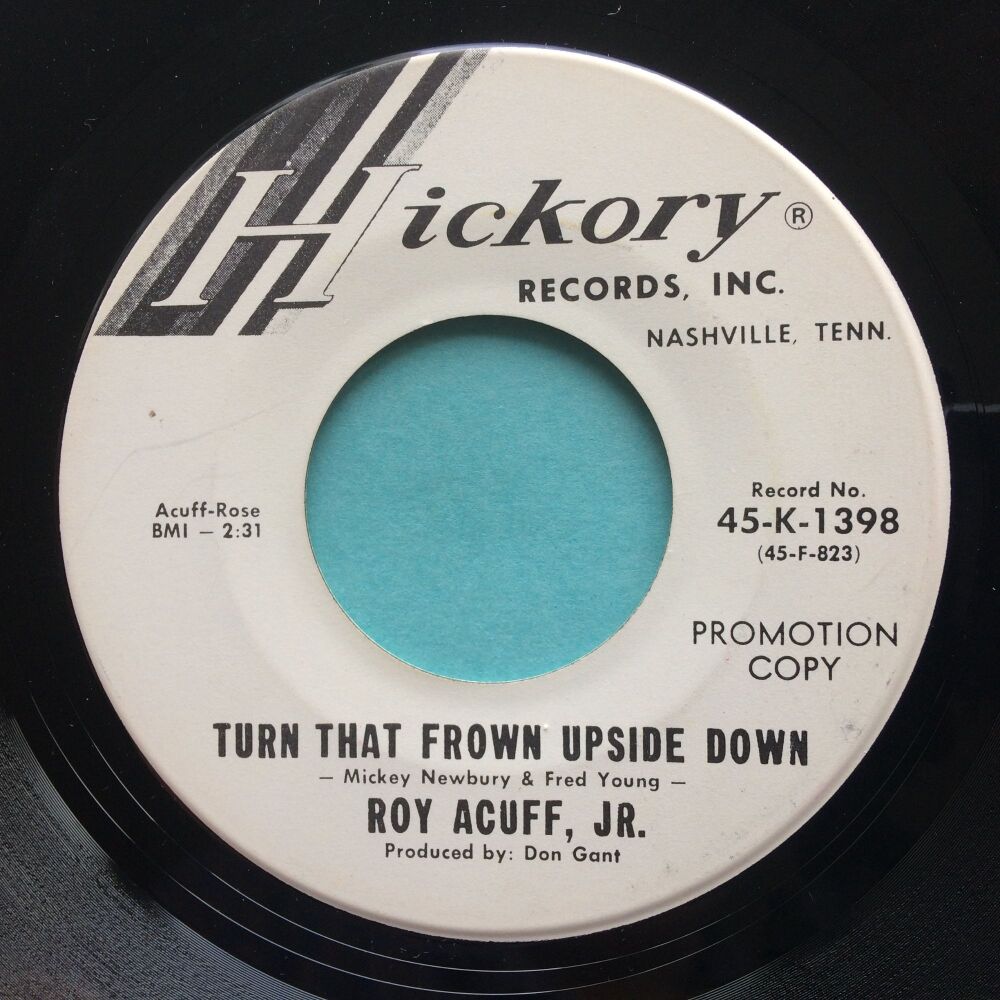 Hickory®
RECORDS, INC.
NASHVILLE, TENN.
Acuff-Rose
BMI — 2:31
Record No.
45-K-1398
(45-F-823)
PROMOTION
COPY
TURN THAT FROWN UPSIDE DOWN
— Mickey Newbury & Fred Young —
ROY ACUFF, JR.
Produced by: Don Gant